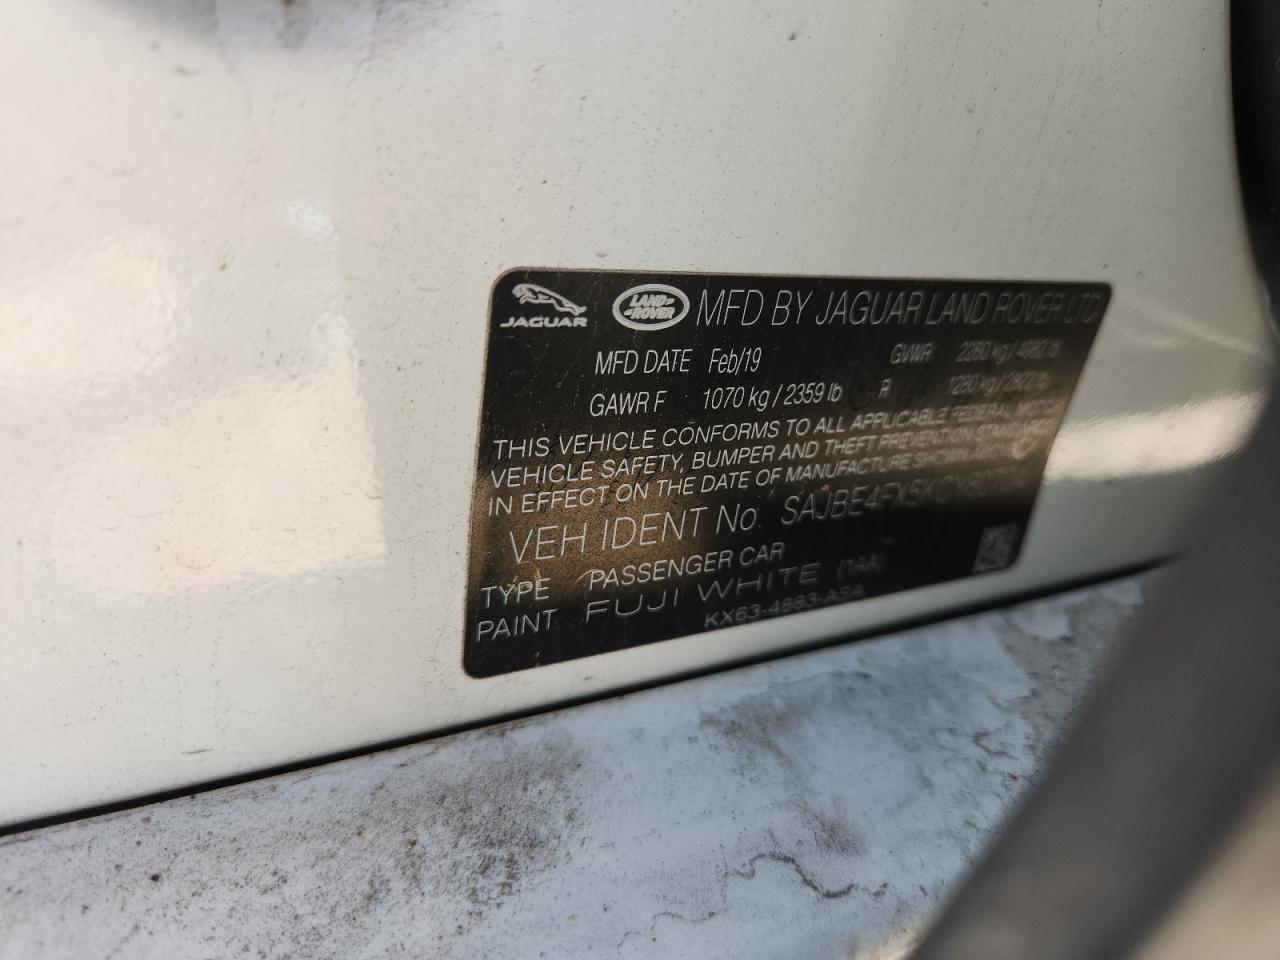 JAGUAR
LAND ROVER
MFD BY JAGUAR LAND ROVER LTD
MFD DATE Feb/19 GVWR 2260 kg/4982 lb
GAWR F 1070 kg/2359 lb R 1280 kg/2822 lb
THIS VEHICLE CONFORMS TO ALL APPLICABLE FEDERAL MOTOR
VEHICLE SAFETY, BUMPER AND THEFT PREVENTION STANDARDS
IN EFFECT ON THE DATE OF MANUFACTURE SHOWN ABOVE
VEH IDENT No.
TYPE PASSENGER CAR
PAINT FUJI WHITE (1AA)
KX63-4883-ASA